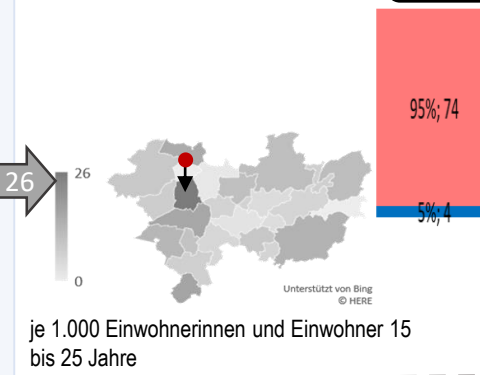 95%; 74
26
26
5%; 4
0
Unterstützt von Bing
© HERE
je 1.000 Einwohnerinnen und Einwohner 15
bis 25 Jahre